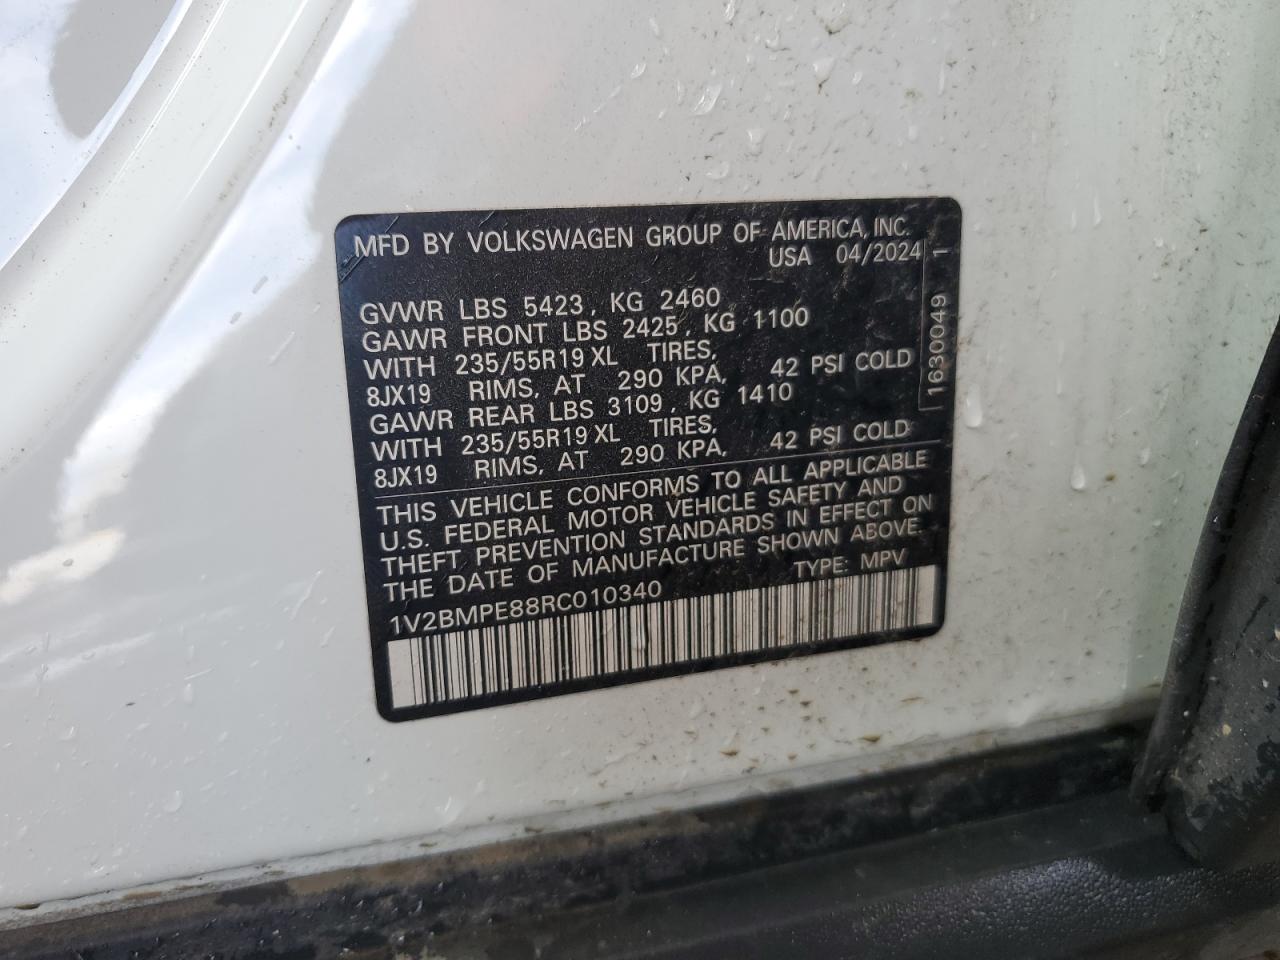 MFD BY VOLKSWAGEN GROUP OF AMERICA, INC.
USA 04/2024
GVWR LBS 5423, KG 2460
GAWR FRONT LBS 2425, KG 1100
WITH 235/55R19 XL TIRES,
8JX19 RIMS, AT 290 KPA, 42 PSI COLD
GAWR REAR LBS 3109, KG 1410
WITH 235/55R19 XL TIRES,
8JX19 RIMS, AT 290 KPA, 42 PSI COLD
THIS VEHICLE CONFORMS TO ALL APPLICABLE
U.S. FEDERAL MOTOR VEHICLE SAFETY AND
THEFT PREVENTION STANDARDS IN EFFECT ON
THE DATE OF MANUFACTURE SHOWN ABOVE.
TYPE: MPV
1V2BMPE88RC010340
1630049 1